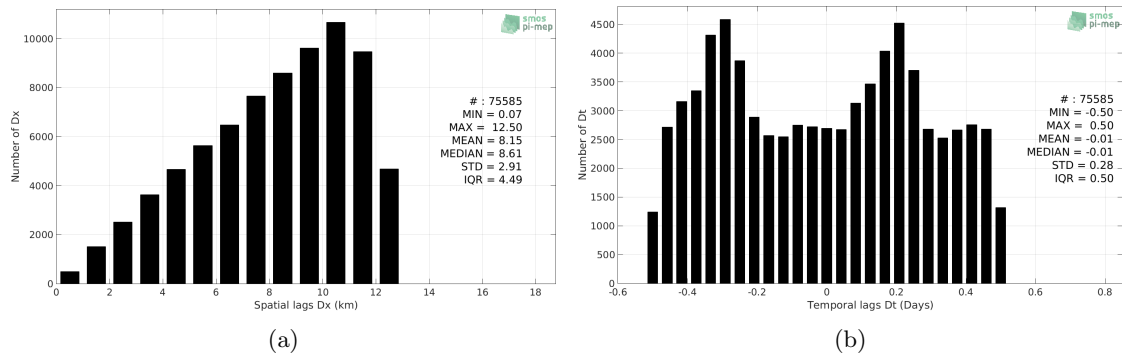 smos
pi-mep
10000
8000
6000
4000
2000
0
Number of Dx
# : 75585
MIN = 0.07
MAX = 12.50
MEAN = 8.15
MEDIAN = 8.61
STD = 2.91
IQR = 4.49
0 2 4 6 8 10 12 14 16 18
Spatial lags Dx (km)
(a)
smos
pi-mep
4500
4000
3500
3000
2500
2000
1500
1000
500
0
Number of Dt
# : 75585
MIN = -0.50
MAX = 0.50
MEAN = -0.01
MEDIAN = -0.01
STD = 0.28
IQR = 0.50
-0.6 -0.4 -0.2 0 0.2 0.4 0.6 0.8
Temporal lags Dt (Days)
(b)